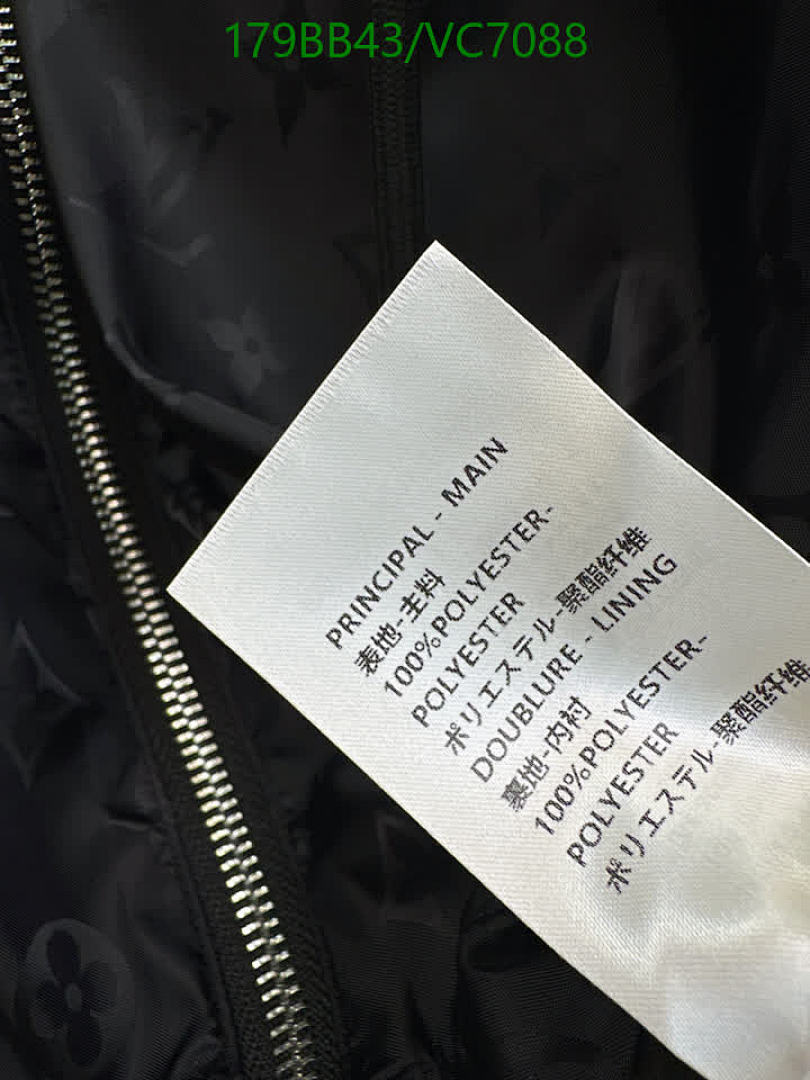 179BB43/VC7088
PRINCIPAL - MAIN
表地-主料
100%POLYESTER-
POLYESTER
ポリエステル-聚酯纤维
DOUBLURE - LINING
裏地-内衬
100%POLYESTER-
POLYESTER
ポリエステル-聚酯纤维